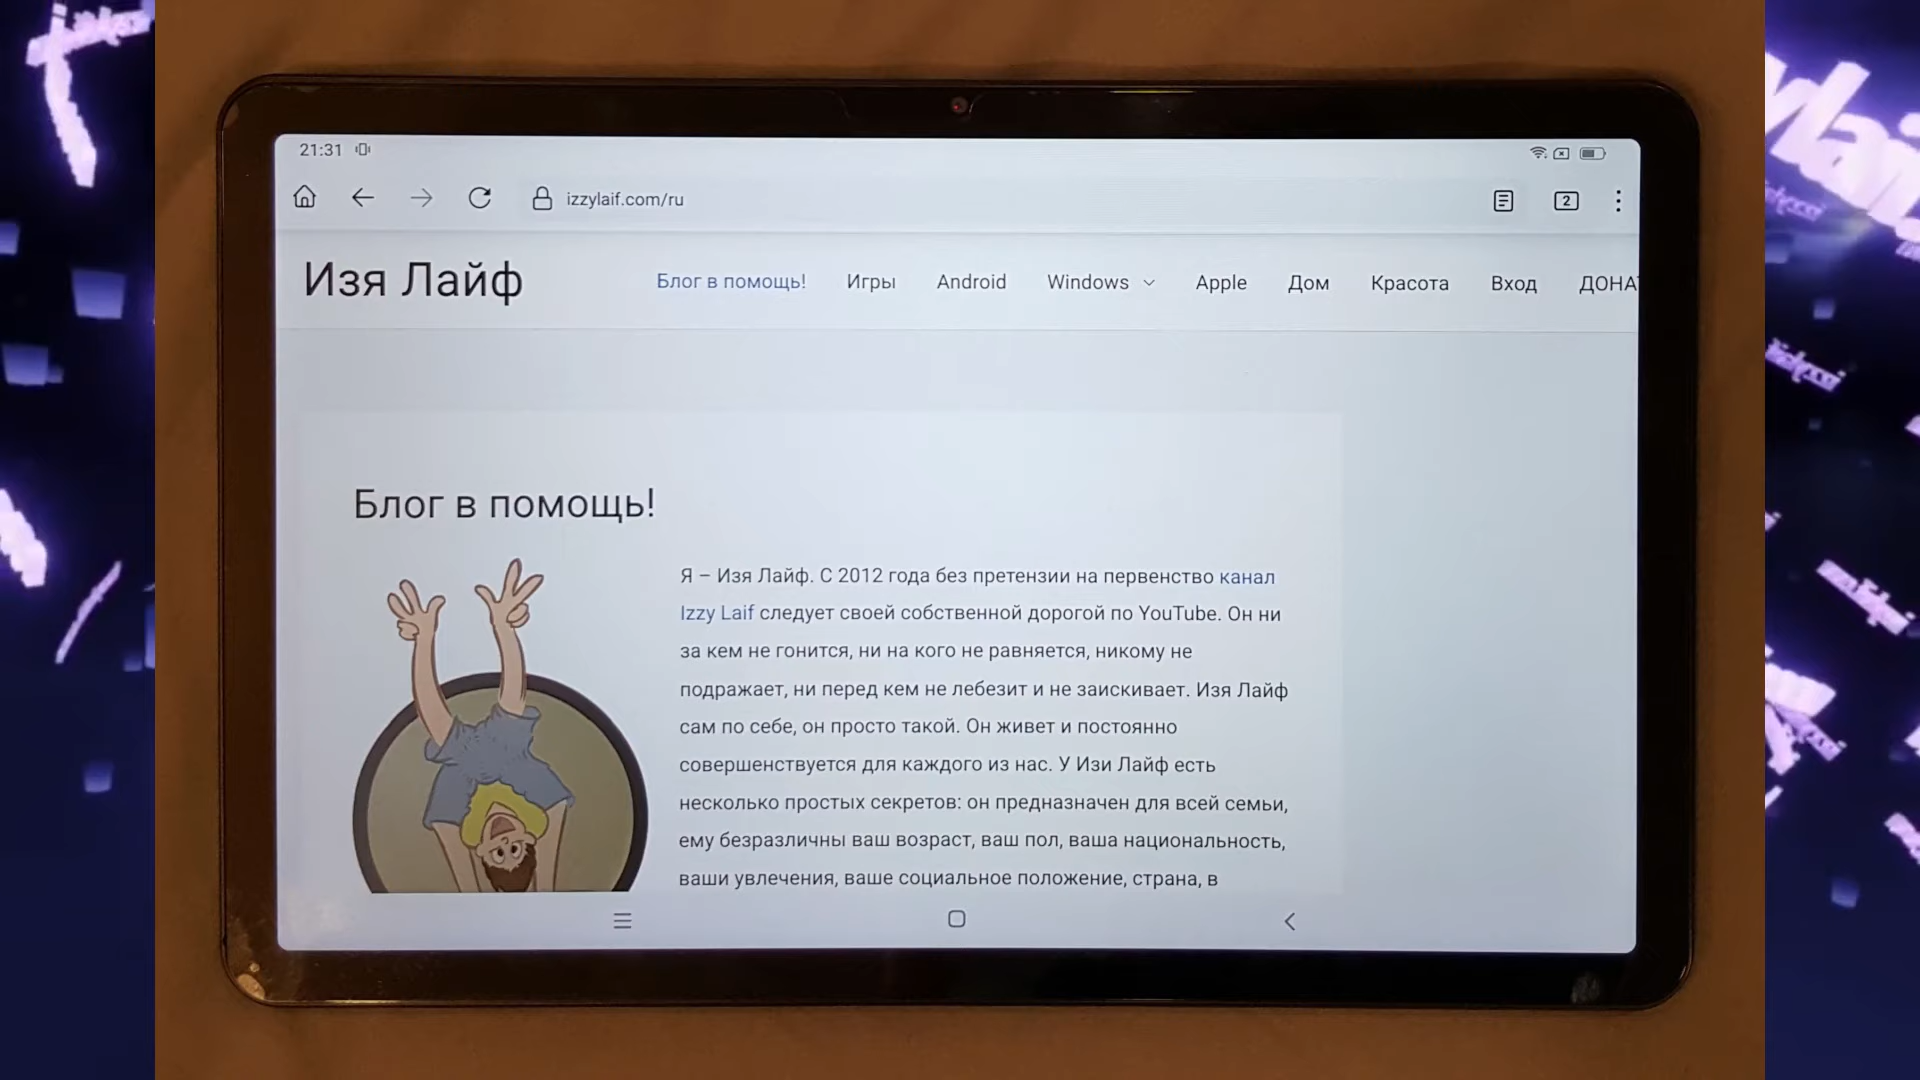 21:31
izzylaif.com/ru
2
Изя Лайф
Блог в помощь! Игры Android Windows Apple Дом Красота Вход ДОНА
Блог в помощь!
Я – Изя Лайф. С 2012 года без претензии на первенство канал
Izzy Laif следует своей собственной дорогой по YouTube. Он ни
за кем не гонится, ни на кого не равняется, никому не
подражает, ни перед кем не лебезит и не заискивает. Изя Лайф
сам по себе, он просто такой. Он живет и постоянно
совершенствуется для каждого из нас. У Изи Лайф есть
несколько простых секретов: он предназначен для всей семьи,
ему безразличны ваш возраст, ваш пол, ваша национальность,
ваши увлечения, ваше социальное положение, страна, в